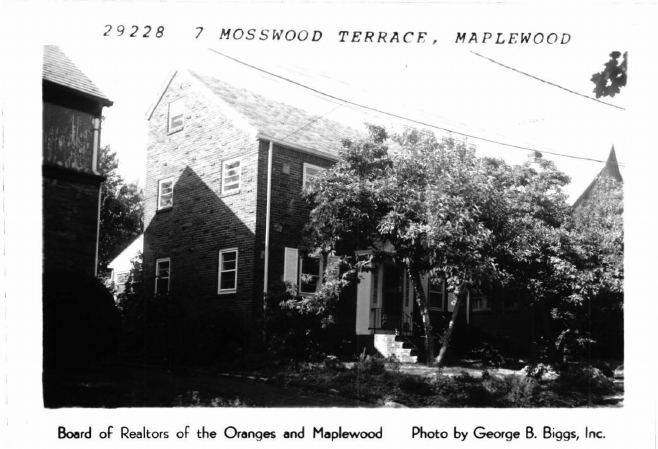 29228 7 MOSSWOOD TERRACE, MAPLEWOOD
Board of Realtors of the Oranges and Maplewood Photo by George B. Biggs, Inc.